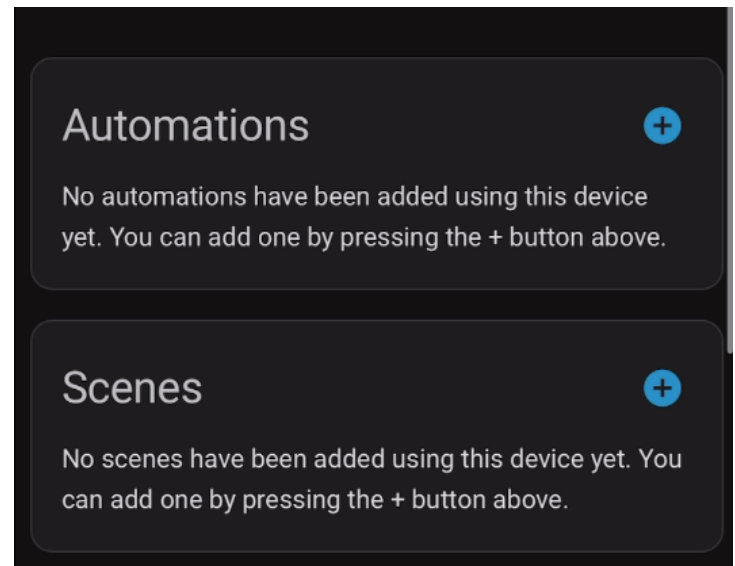 Automations
No automations have been added using this device
yet. You can add one by pressing the + button above.
Scenes
No scenes have been added using this device yet. You
can add one by pressing the + button above.